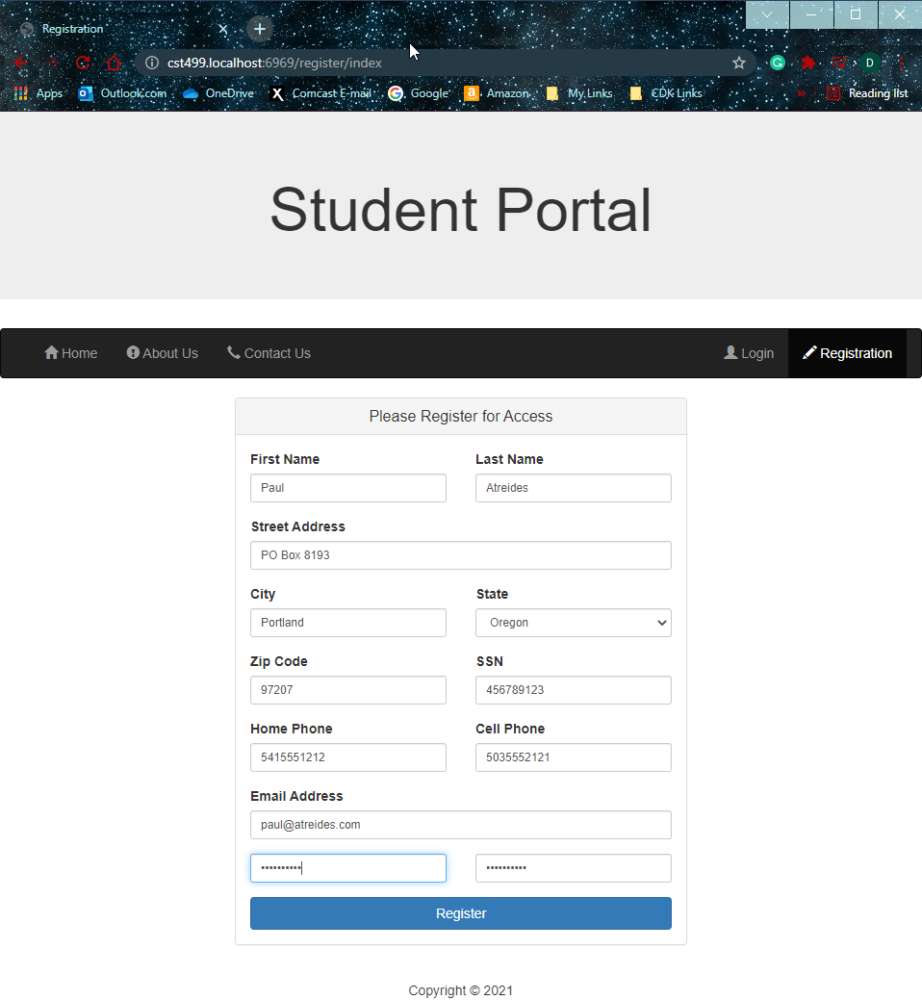 Registration
cst499.localhost:6969/register/index
D
Apps Outlook.com OneDrive Comcast E-mail Google Amazon My Links CDK Links » Reading list
Student Portal
Home About Us Contact Us Login Registration
Please Register for Access
First Name Last Name
Paul Atreides
Street Address
PO Box 8193
City State
Portland Oregon
Zip Code SSN
97207 456789123
Home Phone Cell Phone
5415551212 5035552121
Email Address
paul@atreides.com
•••••••••• ••••••••••
Register
Copyright © 2021